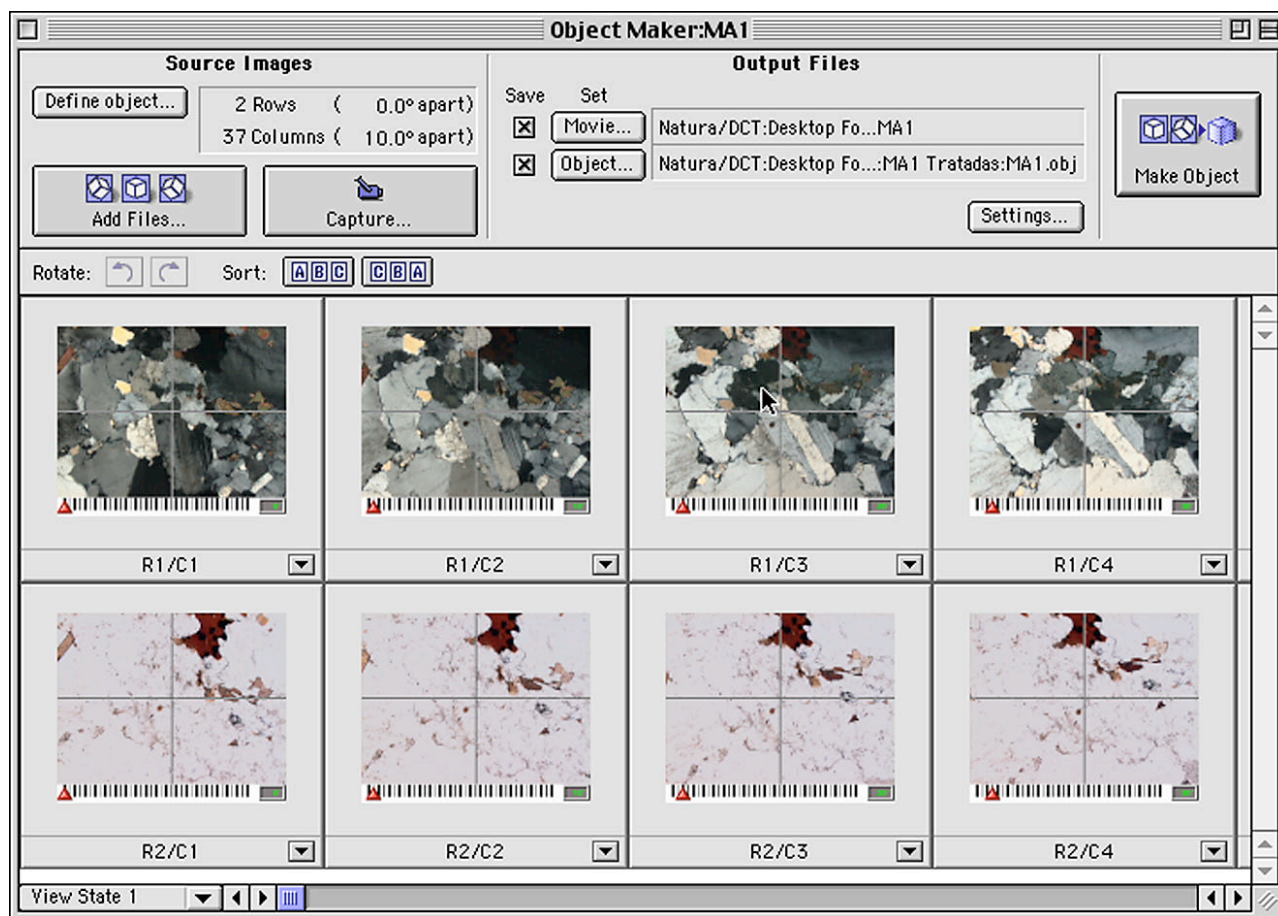 Object Maker:MA1
Source Images
Define object...
2 Rows ( 0.0° apart)
37 Columns ( 10.0° apart)
Add Files...
Capture...
Output Files
Save Set
Movie... Natura/DCT:Desktop Fo...MA1
Object... Natura/DCT:Desktop Fo...:MA1 Tratadas:MA1.obj
Settings...
Make Object
Rotate: Sort: ABC CBA
R1/C1 R1/C2 R1/C3 R1/C4
R2/C1 R2/C2 R2/C3 R2/C4
View State 1